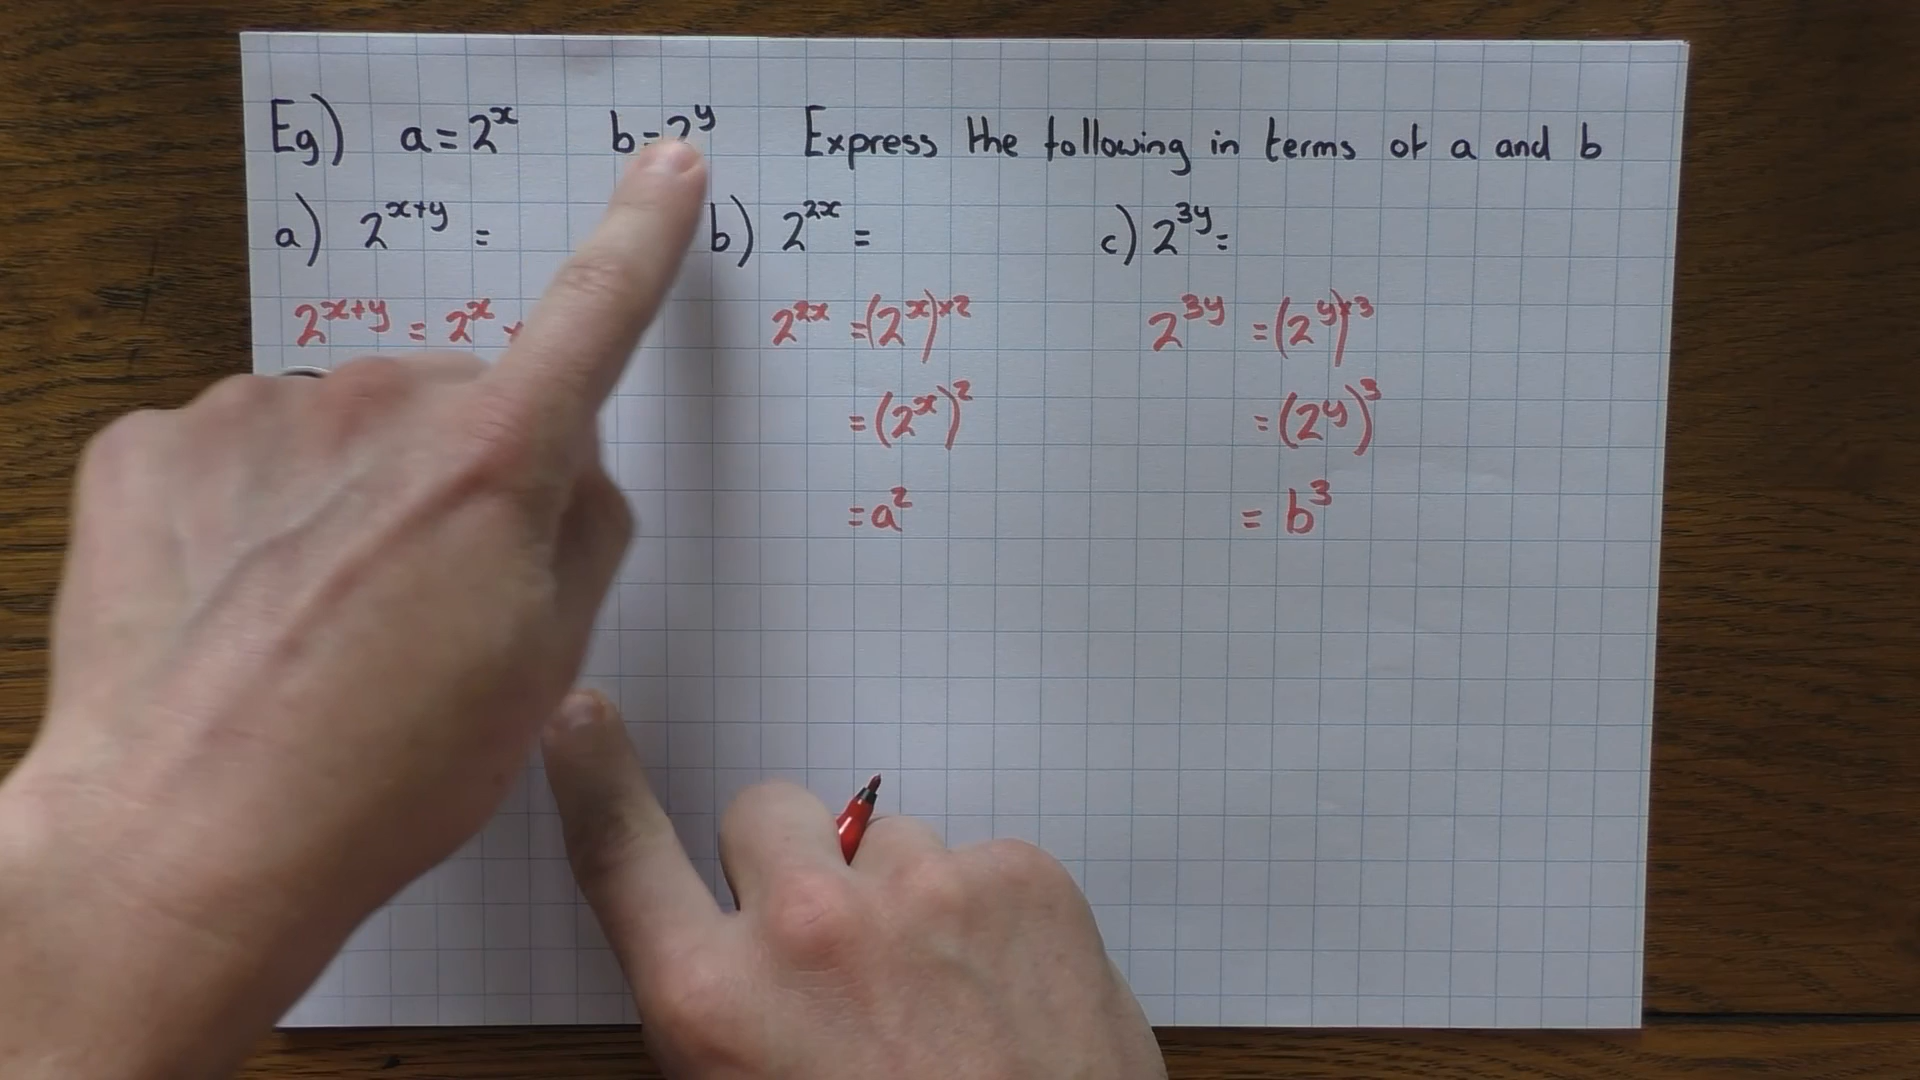 Eg) a = 2^x b = 2^y Express the following in terms of a and b
a) 2^{x+y} = b) 2^{2x} = c) 2^{3y} =
2^{x+y} = 2^x 2^{2x} = (2^x)^{×2} 2^{3y} = (2^y)^{×3}
= (2^x)^2 = (2^y)^3
= a^2 = b^3